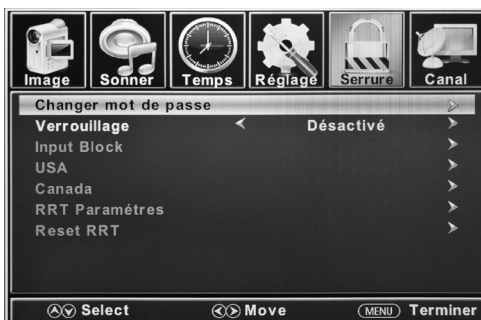 Image Sonner Temps Réglage Serrure Canal
Changer mot de passe
Verrouillage Désactivé
Input Block
USA
Canada
RRT Paramétres
Reset RRT
Select Move MENU Terminer